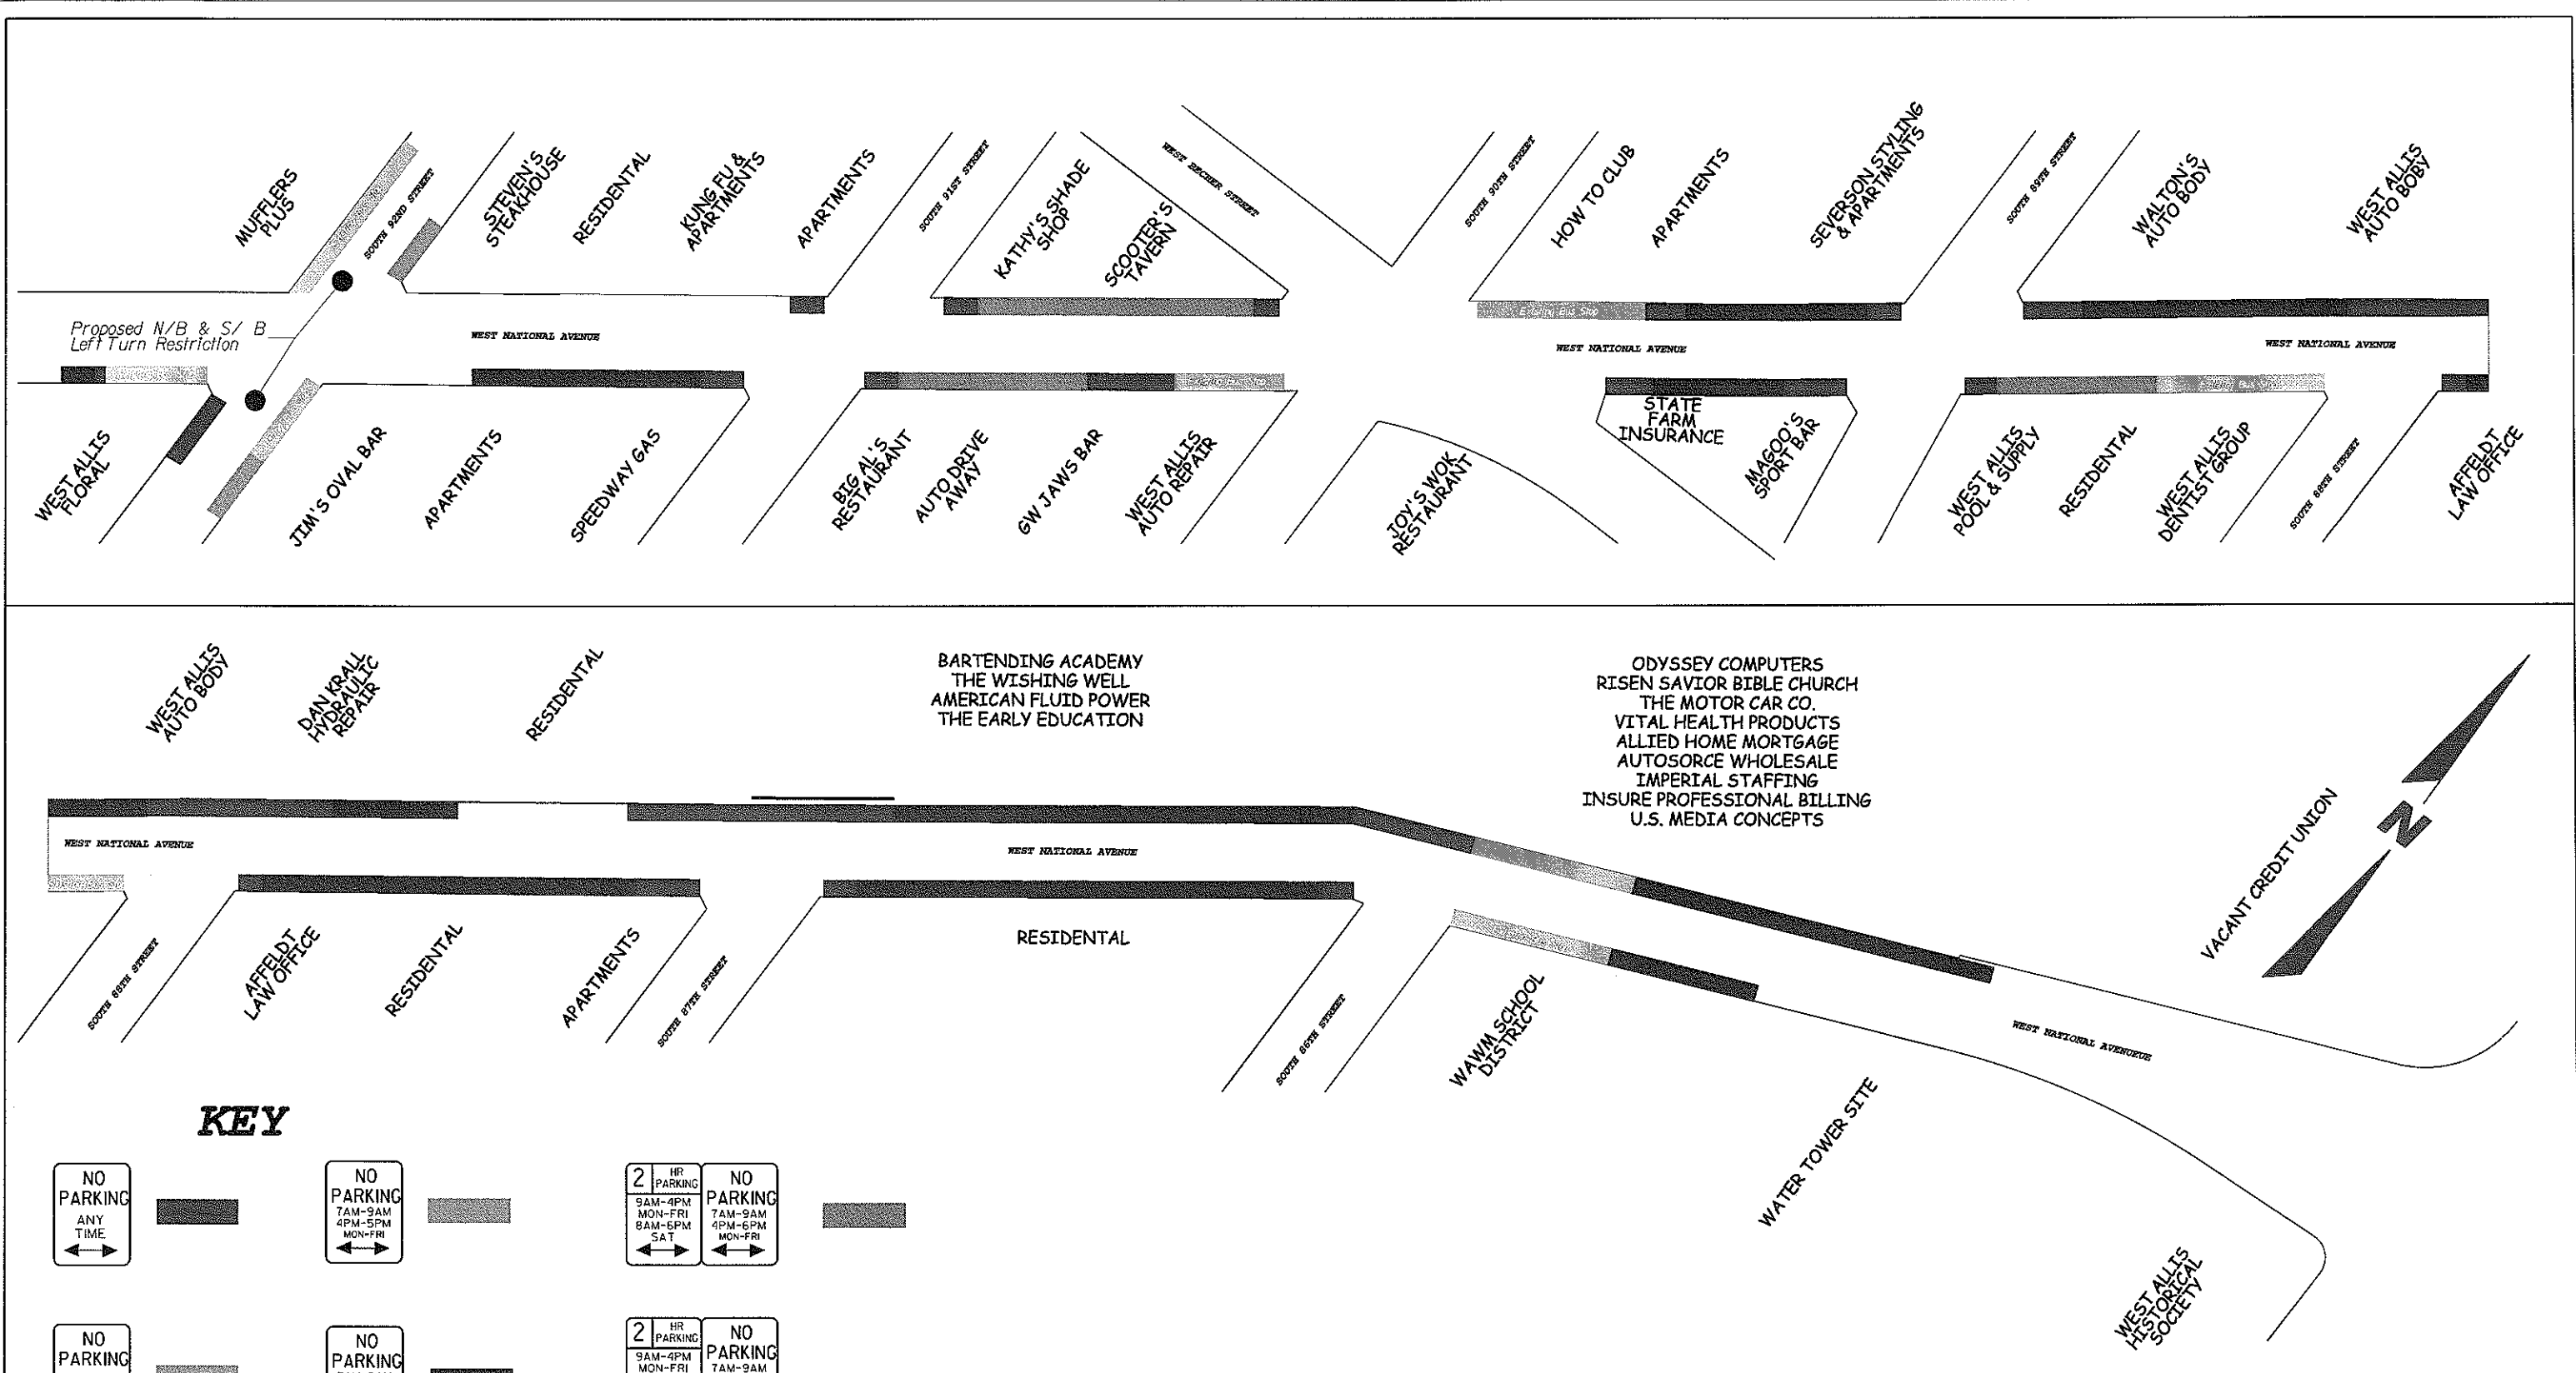 MUFFLERS
PLUS
SOUTH 92ND STREET
STEVEN'S
STEAKHOUSE
RESIDENTAL
KUNG FU &
APARTMENTS
APARTMENTS
SOUTH 91ST STREET
KATHY'S SHADE
SHOP
SCOOTER'S
TAVERN
WEST BECHER STREET
SOUTH 90TH STREET
HOW TO CLUB
APARTMENTS
SEVERSON STYLING
& APARTMENTS
SOUTH 89TH STREET
WALTON'S
AUTO BODY
WEST ALLIS
AUTO BOBY
Proposed N/B & S/ B
Left Turn Restriction
WEST NATIONAL AVENUE
Existing Bus Stop
WEST NATIONAL AVENUE
WEST NATIONAL AVENUE
Existing Bus Stop
Existing Bus Stop
WEST ALLIS
FLORAL
JIM'S OVAL BAR
APARTMENTS
SPEEDWAY GAS
BIG AL'S
RESTAURANT
AUTO DRIVE
AWAY
GW JAWS BAR
WEST ALLIS
AUTO REPAIR
JOY'S WOK
RESTAURANT
STATE
FARM
INSURANCE
MAGOO'S
SPORT BAR
WEST ALLIS
POOL & SUPPLY
RESIDENTAL
WEST ALLIS
DENTIST GROUP
SOUTH 88TH STREET
AFFELDT
LAW OFFICE
WEST ALLIS
AUTO BODY
DAN KRALL
HYDRAULIC
REPAIR
RESIDENTAL
BARTENDING ACADEMY
THE WISHING WELL
AMERICAN FLUID POWER
THE EARLY EDUCATION
ODYSSEY COMPUTERS
RISEN SAVIOR BIBLE CHURCH
THE MOTOR CAR CO.
VITAL HEALTH PRODUCTS
ALLIED HOME MORTGAGE
AUTOSORCE WHOLESALE
IMPERIAL STAFFING
INSURE PROFESSIONAL BILLING
U.S. MEDIA CONCEPTS
VACANT CREDIT UNION
N
WEST NATIONAL AVENUE
WEST NATIONAL AVENUE
SOUTH 88TH STREET
AFFELDT
LAW OFFICE
RESIDENTAL
APARTMENTS
SOUTH 87TH STREET
RESIDENTAL
SOUTH 86TH STREET
WAWM SCHOOL
DISTRICT
WEST NATIONAL AVENUEUE
WATER TOWER SITE
WEST ALLIS
HISTORICAL
SOCIETY
KEY
NO
PARKING
ANY
TIME
NO
PARKING
7AM-9AM
4PM-5PM
MON-FRI
2 HR
PARKING
9AM-4PM
MON-FRI
8AM-6PM
SAT
NO
PARKING
7AM-9AM
4PM-6PM
MON-FRI
NO
PARKING
NO
PARKING
2 HR
PARKING
9AM-4PM
MON-FRI
NO
PARKING
7AM-9AM